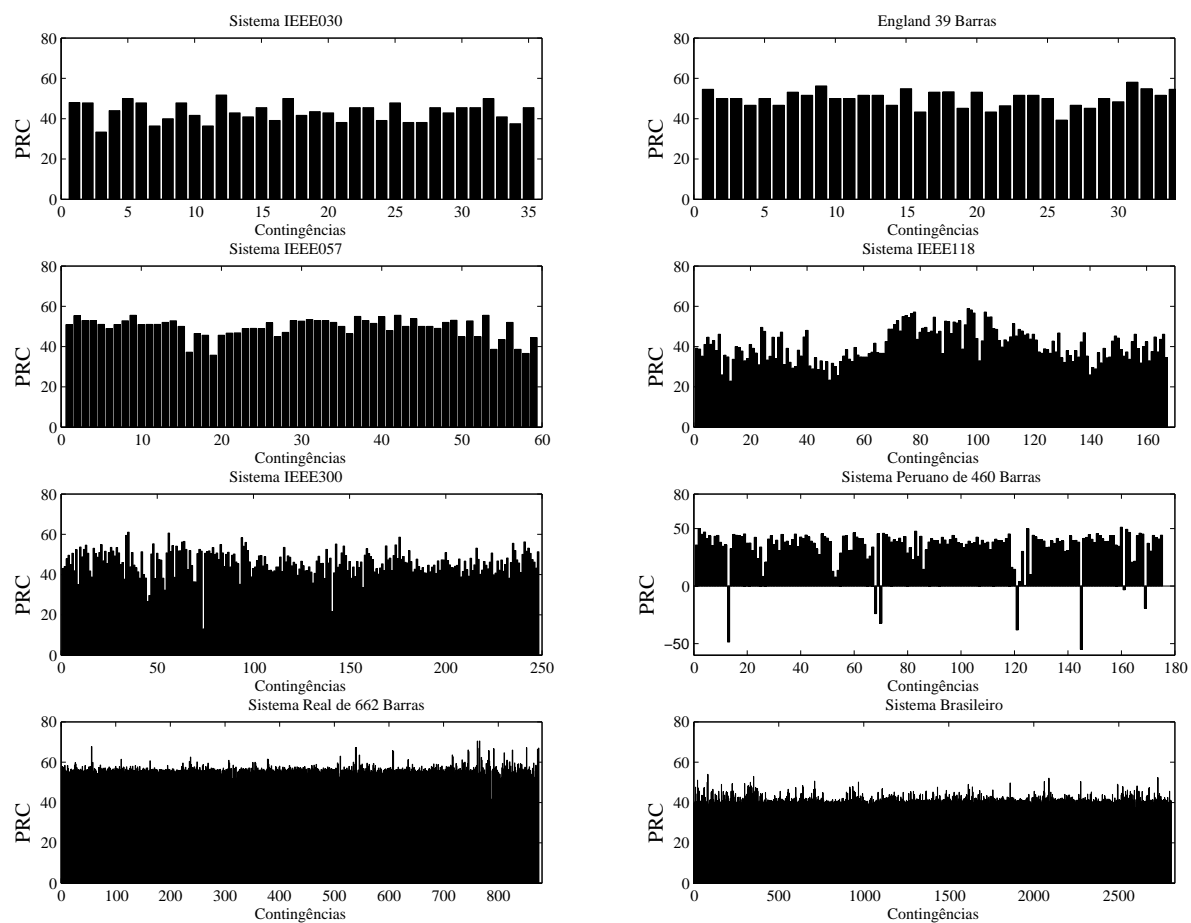 Sistema IEEE030
PRC
80
60
40
20
0
0 5 10 15 20 25 30 35
Contingências
England 39 Barras
PRC
80
60
40
20
0
0 5 10 15 20 25 30
Contingências
Sistema IEEE057
PRC
80
60
40
20
0
0 10 20 30 40 50 60
Contingências
Sistema IEEE118
PRC
80
60
40
20
0
0 20 40 60 80 100 120 140 160
Contingências
Sistema IEEE300
PRC
80
60
40
20
0
0 50 100 150 200 250
Contingências
Sistema Peruano de 460 Barras
PRC
80
50
0
−50
0 20 40 60 80 100 120 140 160 180
Contingências
Sistema Real de 662 Barras
PRC
80
60
40
20
0
0 100 200 300 400 500 600 700 800
Contingências
Sistema Brasileiro
PRC
80
60
40
20
0
0 500 1000 1500 2000 2500
Contingências